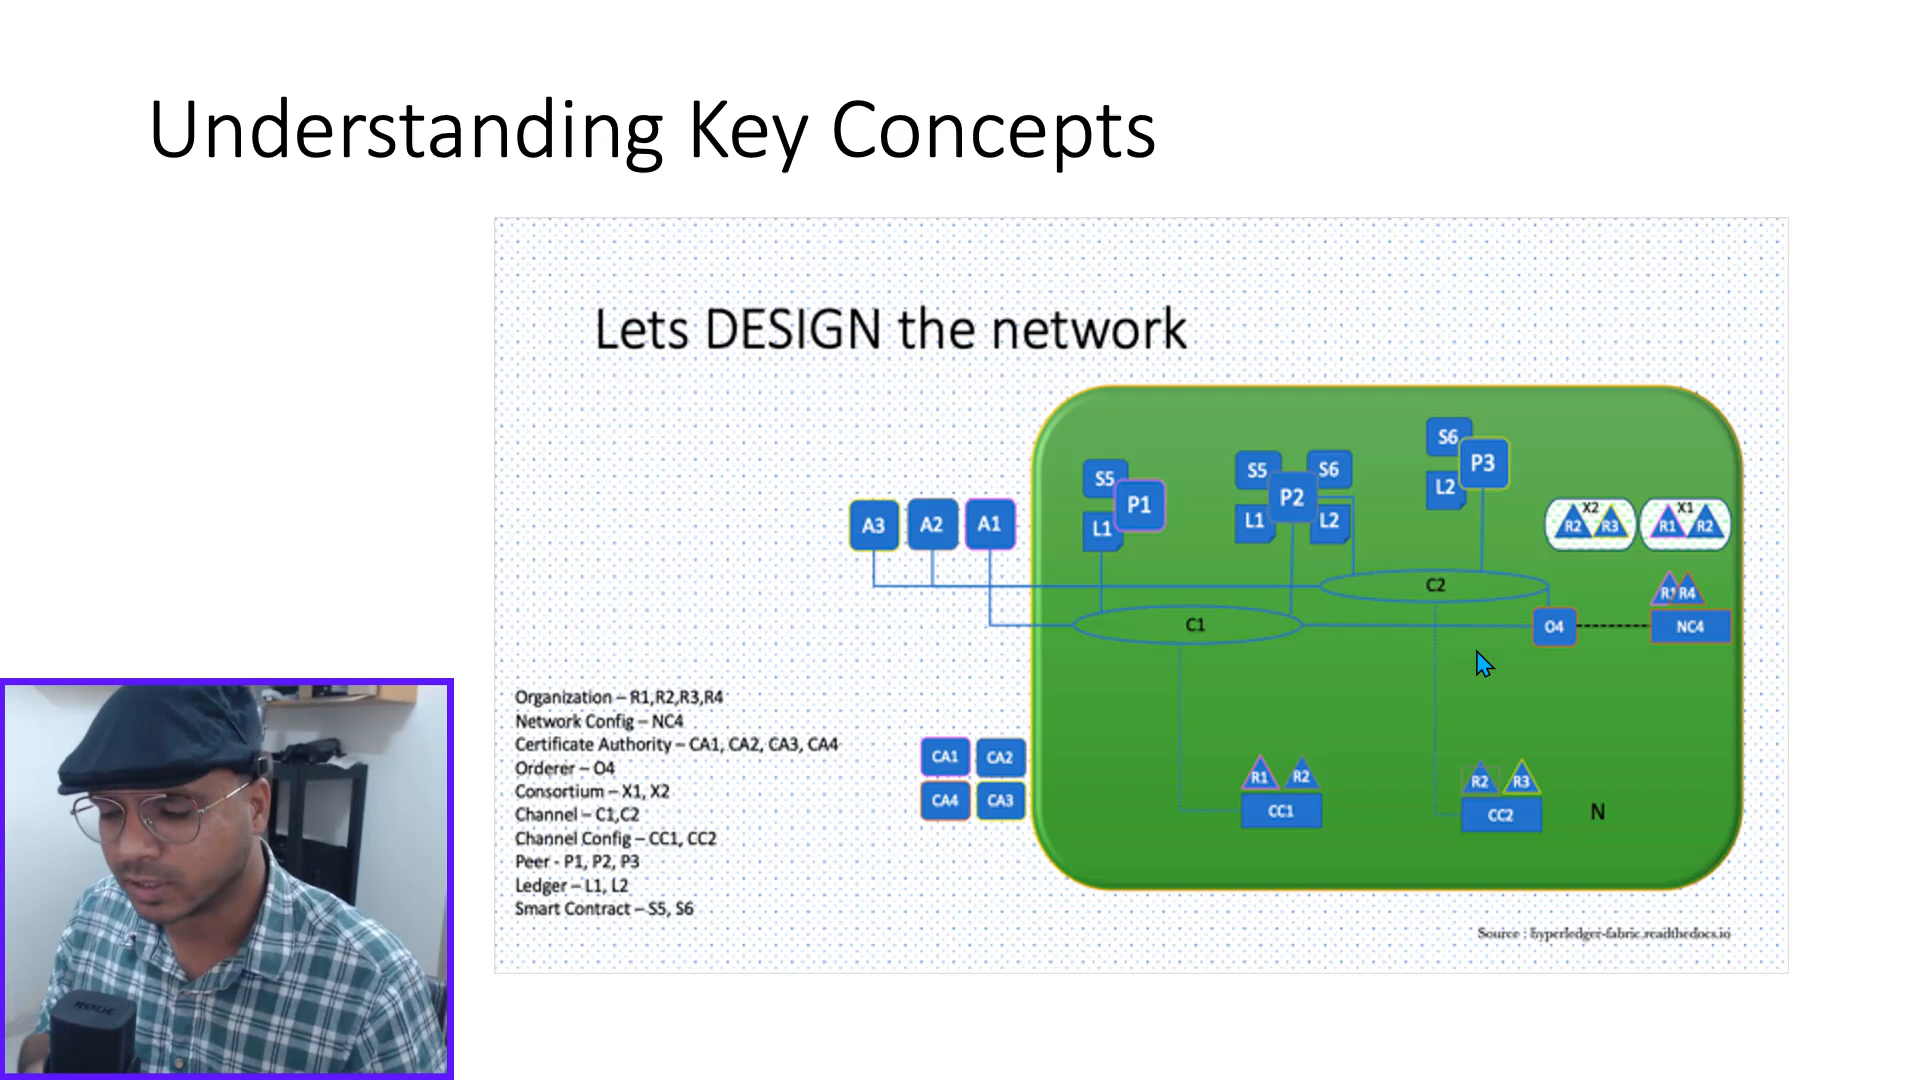 Understanding Key Concepts
Lets DESIGN the network
S6
P3
S5
P1
S5
S6
P2
L2
L1
L1
L2
A3
A2
A1
X2
R2
R3
X1
R1
R2
C2
R1
R4
C1
O4
NC4
Organization – R1,R2,R3,R4
Network Config – NC4
Certificate Authority – CA1, CA2, CA3, CA4
Orderer – O4
Consortium – X1, X2
Channel – C1,C2
Channel Config – CC1, CC2
Peer - P1, P2, P3
Ledger – L1, L2
Smart Contract – S5, S6
CA1
CA2
CA4
CA3
R1
R2
CC1
R2
R3
CC2
N
Source : hyperledger-fabric.readthedocs.io
RODE